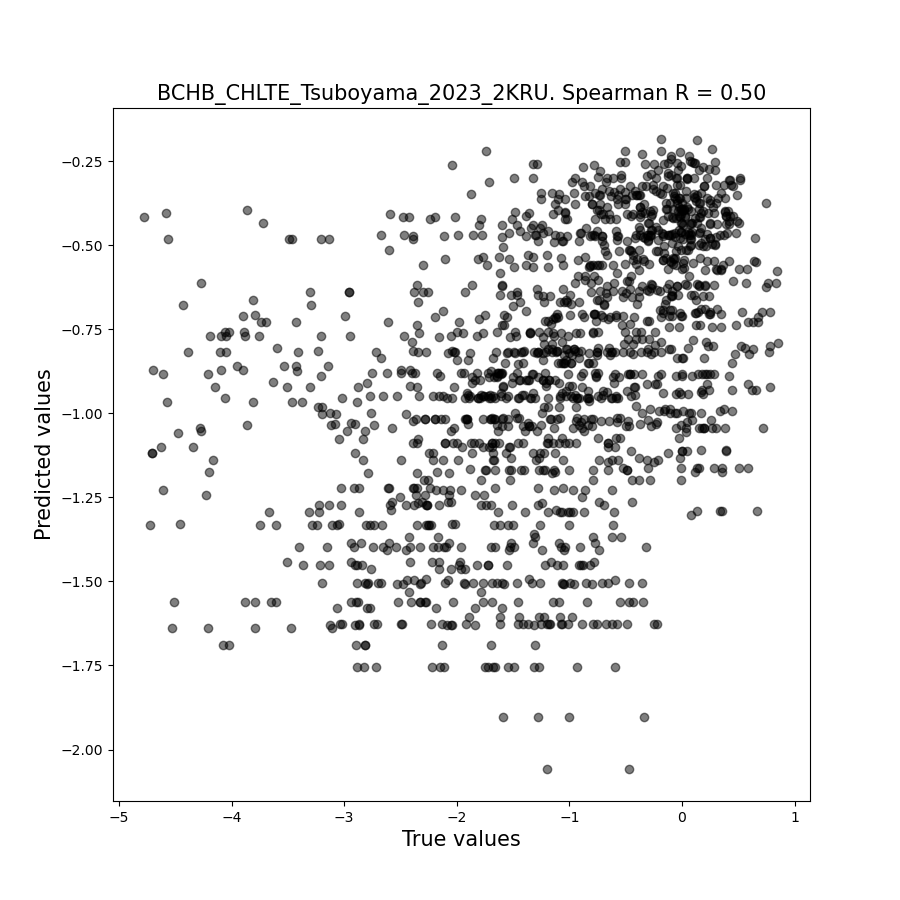 BCHB_CHLTE_Tsuboyama_2023_2KRU. Spearman R = 0.50
Predicted values
−0.25
−0.50
−0.75
−1.00
−1.25
−1.50
−1.75
−2.00
−5 −4 −3 −2 −1 0 1
True values